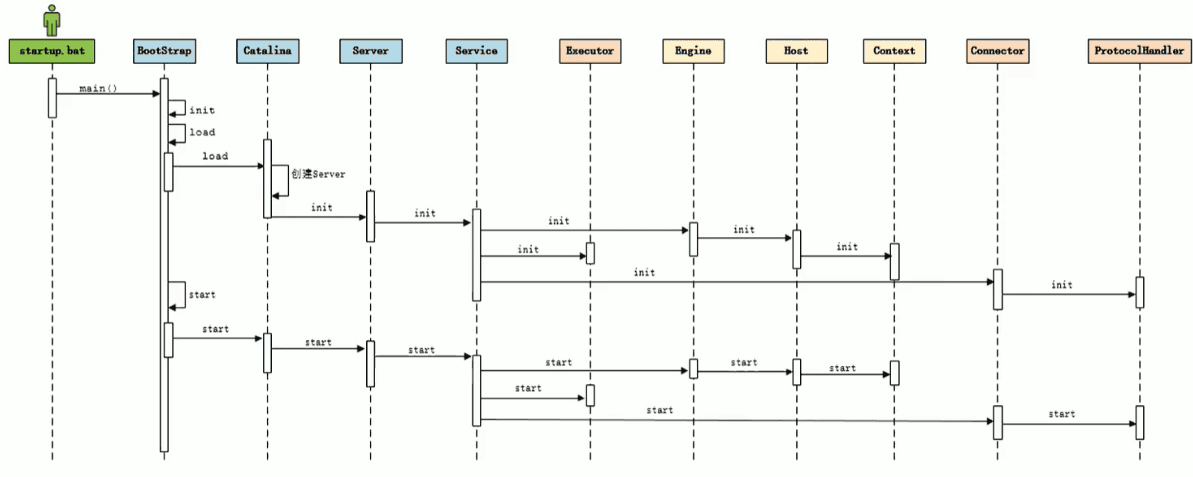 startup.bat BootStrap Catalina Server Service Executor Engine Host Context Connector ProtocolHandler
main()
init
load
load
创建Server
init
init
init
init
init
init
init
init
start
start
start
start
start
start
start
start
start
start